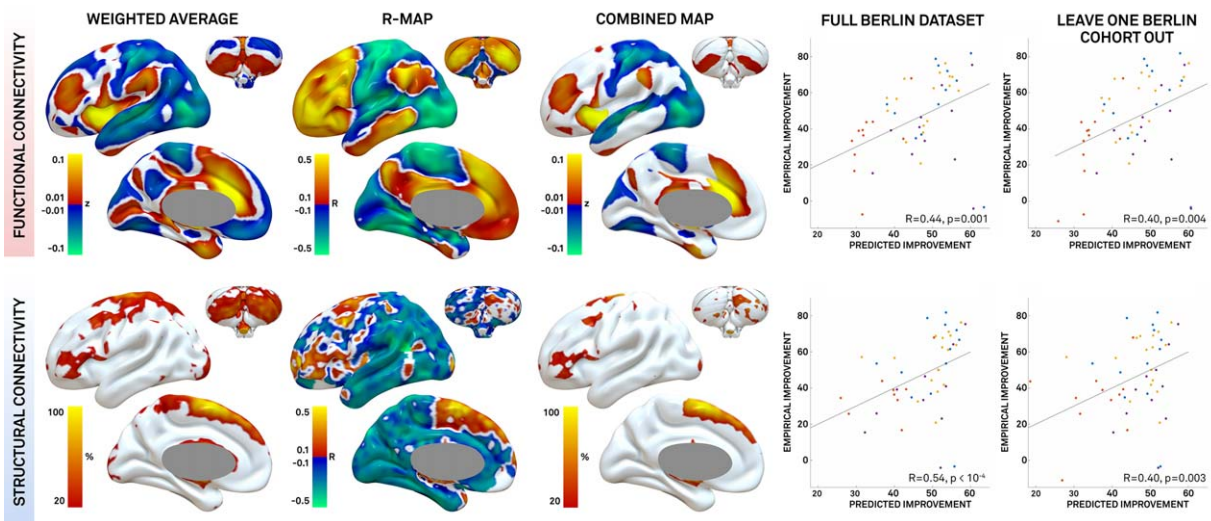 WEIGHTED AVERAGE
R-MAP
COMBINED MAP
FULL BERLIN DATASET
LEAVE ONE BERLIN
COHORT OUT
FUNCTIONAL CONNECTIVITY
0.1
0.01
-0.01
-0.1
z
0.5
0.1
-0.1
-0.5
R
0.1
0.01
-0.01
-0.1
z
EMPIRICAL IMPROVEMENT
80
60
40
20
0
R=0.44, p=0.001
20 30 40 50 60
PREDICTED IMPROVEMENT
EMPIRICAL IMPROVEMENT
80
60
40
20
0
R=0.40, p=0.004
20 30 40 50 60
PREDICTED IMPROVEMENT
STRUCTURAL CONNECTIVITY
100
%
20
0.5
0.1
-0.1
-0.5
R
100
%
20
EMPIRICAL IMPROVEMENT
80
60
40
20
0
R=0.54, p < 10⁻⁴
20 30 40 50 60
PREDICTED IMPROVEMENT
EMPIRICAL IMPROVEMENT
80
60
40
20
0
R=0.40, p=0.003
20 30 40 50 60
PREDICTED IMPROVEMENT